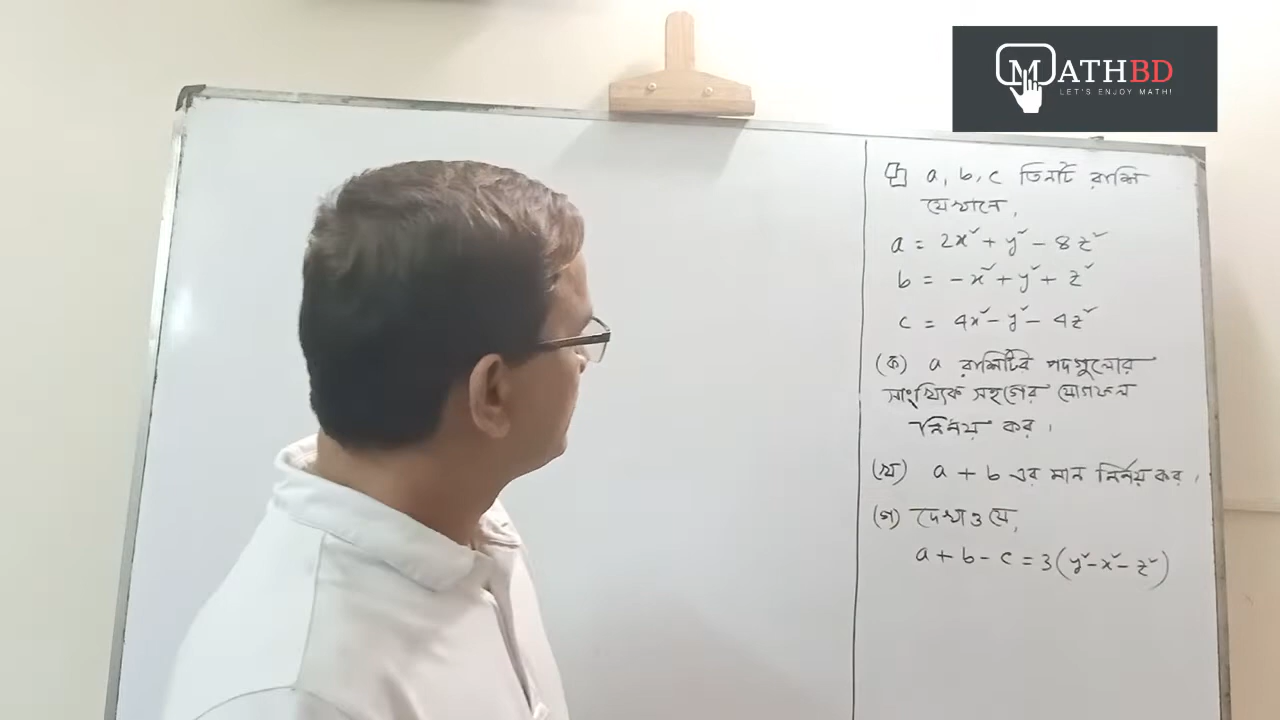 MATHBD
LET'S ENJOY MATH!
a, b, c তিনটি রাশি
যেখানে,
a = 2x² + y² - 8z²
b = -x² + y² + z²
c = 4x² - y² - 4z²
(ক) a রাশিটির পদগুলোর
সাংখ্যিক সহগের যোগফল
নির্ণয় কর।
(খ) a + b এর মান নির্ণয় কর।
(গ) দেখাও যে,
a + b - c = 3(y² - x² - z²)